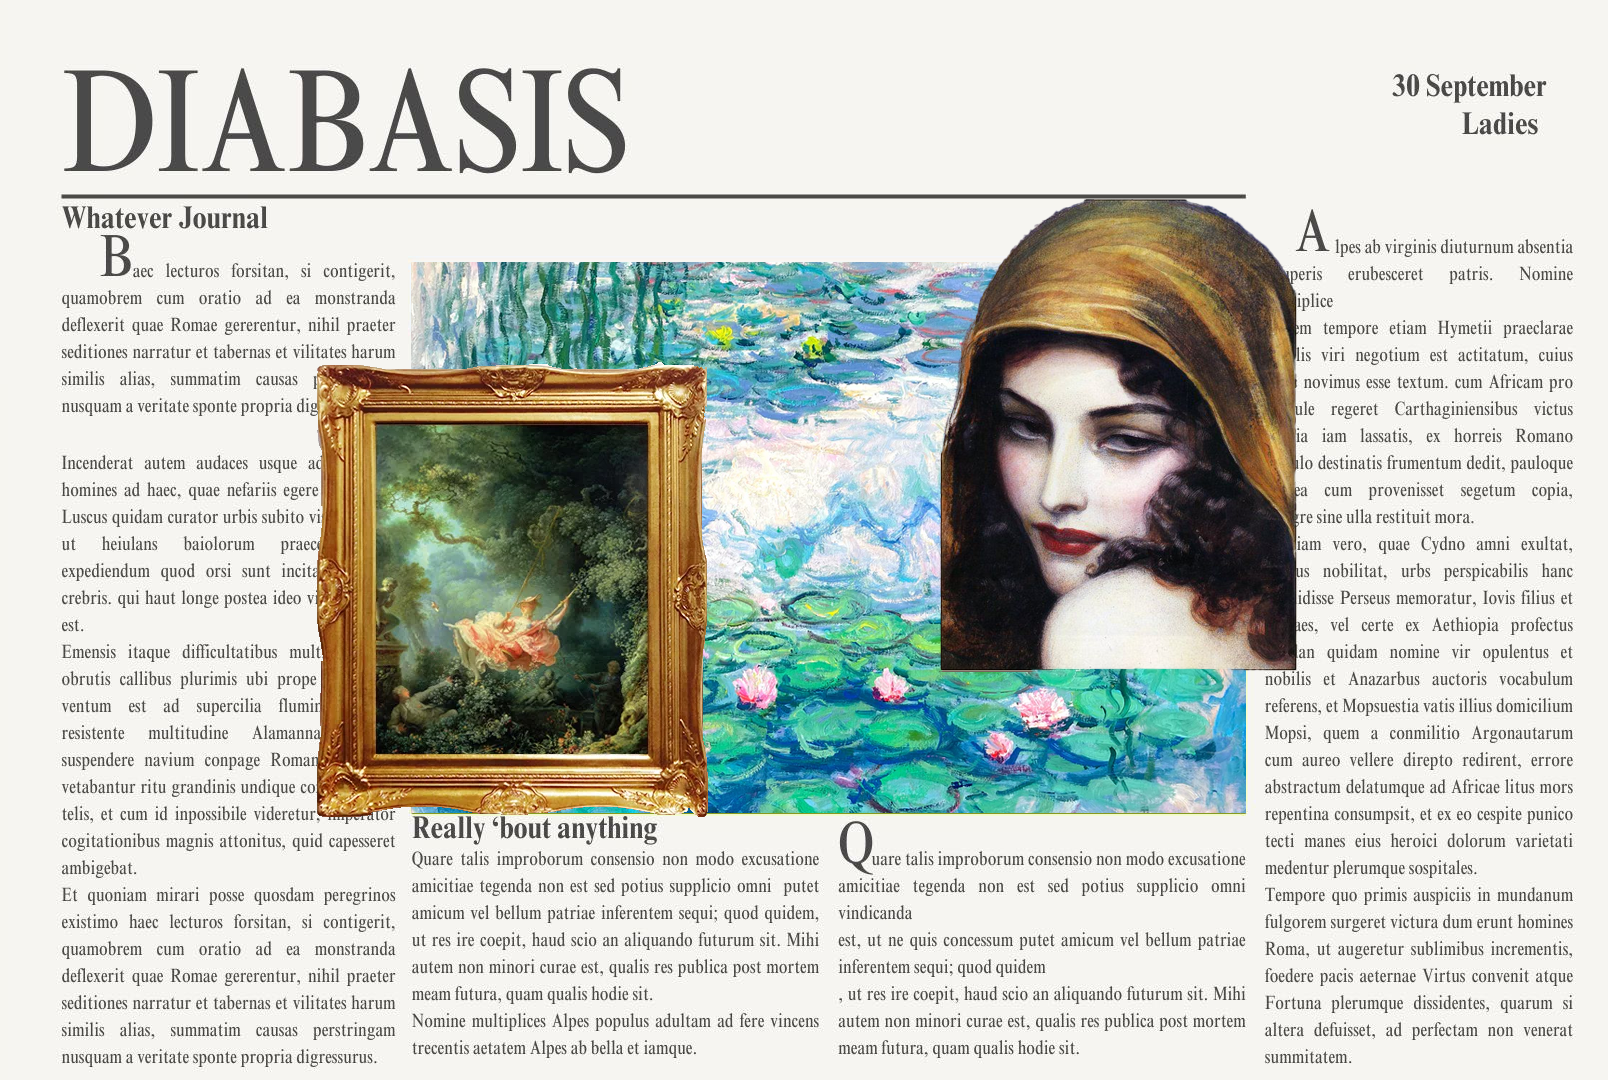 DIABASIS
30 September
Ladies
Whatever Journal
Baec lecturos forsitan, si contigerit,
quamobrem cum oratio ad ea monstranda
deflexerit quae Romae gererentur, nihil praeter
seditiones narratur et tabernas et vilitates harum
similis alias, summatim causas
nusquam a veritate sponte propria
Incenderat autem audaces usque ad
homines ad haec, quae nefariis egere
Luscus quidam curator urbis subito
ut heiulans baiolorum
expediendum quod orsi sunt
crebris. qui haut longe postea ideo
est.
Emensis itaque difficultatibus
obrutis callibus plurimis ubi prope
ventum est ad supercilia
resistente multitudine
suspendere navium conpage
vetabantur ritu grandinis undique
telis, et cum id inpossibile videretur, imperator
cogitationibus magnis attonitus, quid capesseret
ambigebat.
Et quoniam mirari posse quosdam peregrinos
existimo haec lecturos forsitan, si contigerit,
quamobrem cum oratio ad ea monstranda
deflexerit quae Romae gererentur, nihil praeter
seditiones narratur et tabernas et vilitates harum
similis alias, summatim causas perstringam
nusquam a veritate sponte propria digressurus.
Really ‘bout anything
Quare talis improborum consensio non modo excusatione
amicitiae tegenda non est sed potius supplicio omni putet
amicum vel bellum patriae inferentem sequi; quod quidem,
ut res ire coepit, haud scio an aliquando futurum sit. Mihi
autem non minori curae est, qualis res publica post mortem
meam futura, quam qualis hodie sit.
Nomine multiplices Alpes populus adultam ad fere vincens
trecentis aetatem Alpes ab bella et iamque.
Quare talis improborum consensio non modo excusatione
amicitiae tegenda non est sed potius supplicio omni
vindicanda
est, ut ne quis concessum putet amicum vel bellum patriae
inferentem sequi; quod quidem
, ut res ire coepit, haud scio an aliquando futurum sit. Mihi
autem non minori curae est, qualis res publica post mortem
meam futura, quam qualis hodie sit.
Alpes ab virginis diuturnum absentia
erubesceret patris. Nomine
tempore etiam Hymetii praeclarae
viri negotium est actitatum, cuius
novimus esse textum. cum Africam pro
regeret Carthaginiensibus victus
iam lassatis, ex horreis Romano
destinatis frumentum dedit, pauloque
cum provenisset segetum copia,
sine ulla restituit mora.
vero, quae Cydno amni exultat,
nobilitat, urbs perspicabilis hanc
Perseus memoratur, Iovis filius et
vel certe ex Aethiopia profectus
quidam nomine vir opulentus et
nobilis et Anazarbus auctoris vocabulum
referens, et Mopsuestia vatis illius domicilium
Mopsi, quem a conmilitio Argonautarum
cum aureo vellere direpto redirent, errore
abstractum delatumque ad Africae litus mors
repentina consumpsit, et ex eo cespite punico
tecti manes eius heroici dolorum varietati
medentur plerumque sospitales.
Tempore quo primis auspiciis in mundanum
fulgorem surgeret victura dum erunt homines
Roma, ut augeretur sublimibus incrementis,
foedere pacis aeternae Virtus convenit atque
Fortuna plerumque dissidentes, quarum si
altera defuisset, ad perfectam non venerat
summitatem.